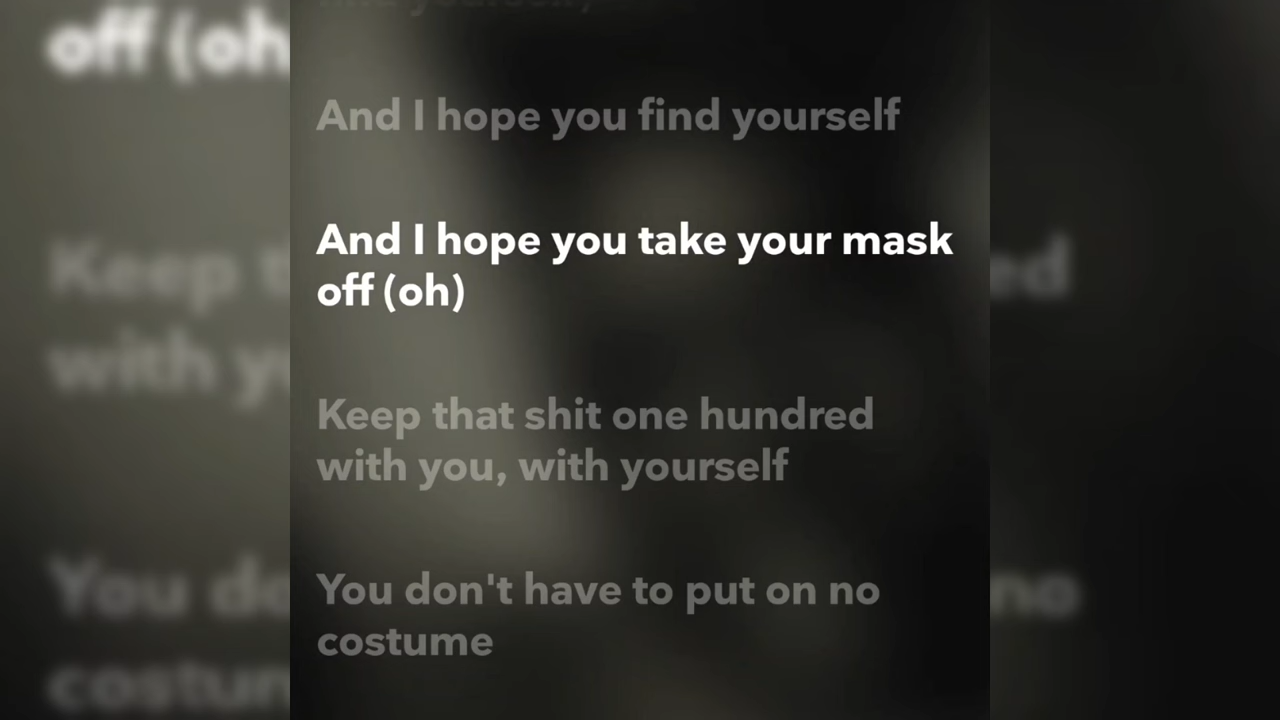 And I hope you find yourself
And I hope you take your mask
off (oh)
Keep that shit one hundred
with you, with yourself
You don't have to put on no
costume